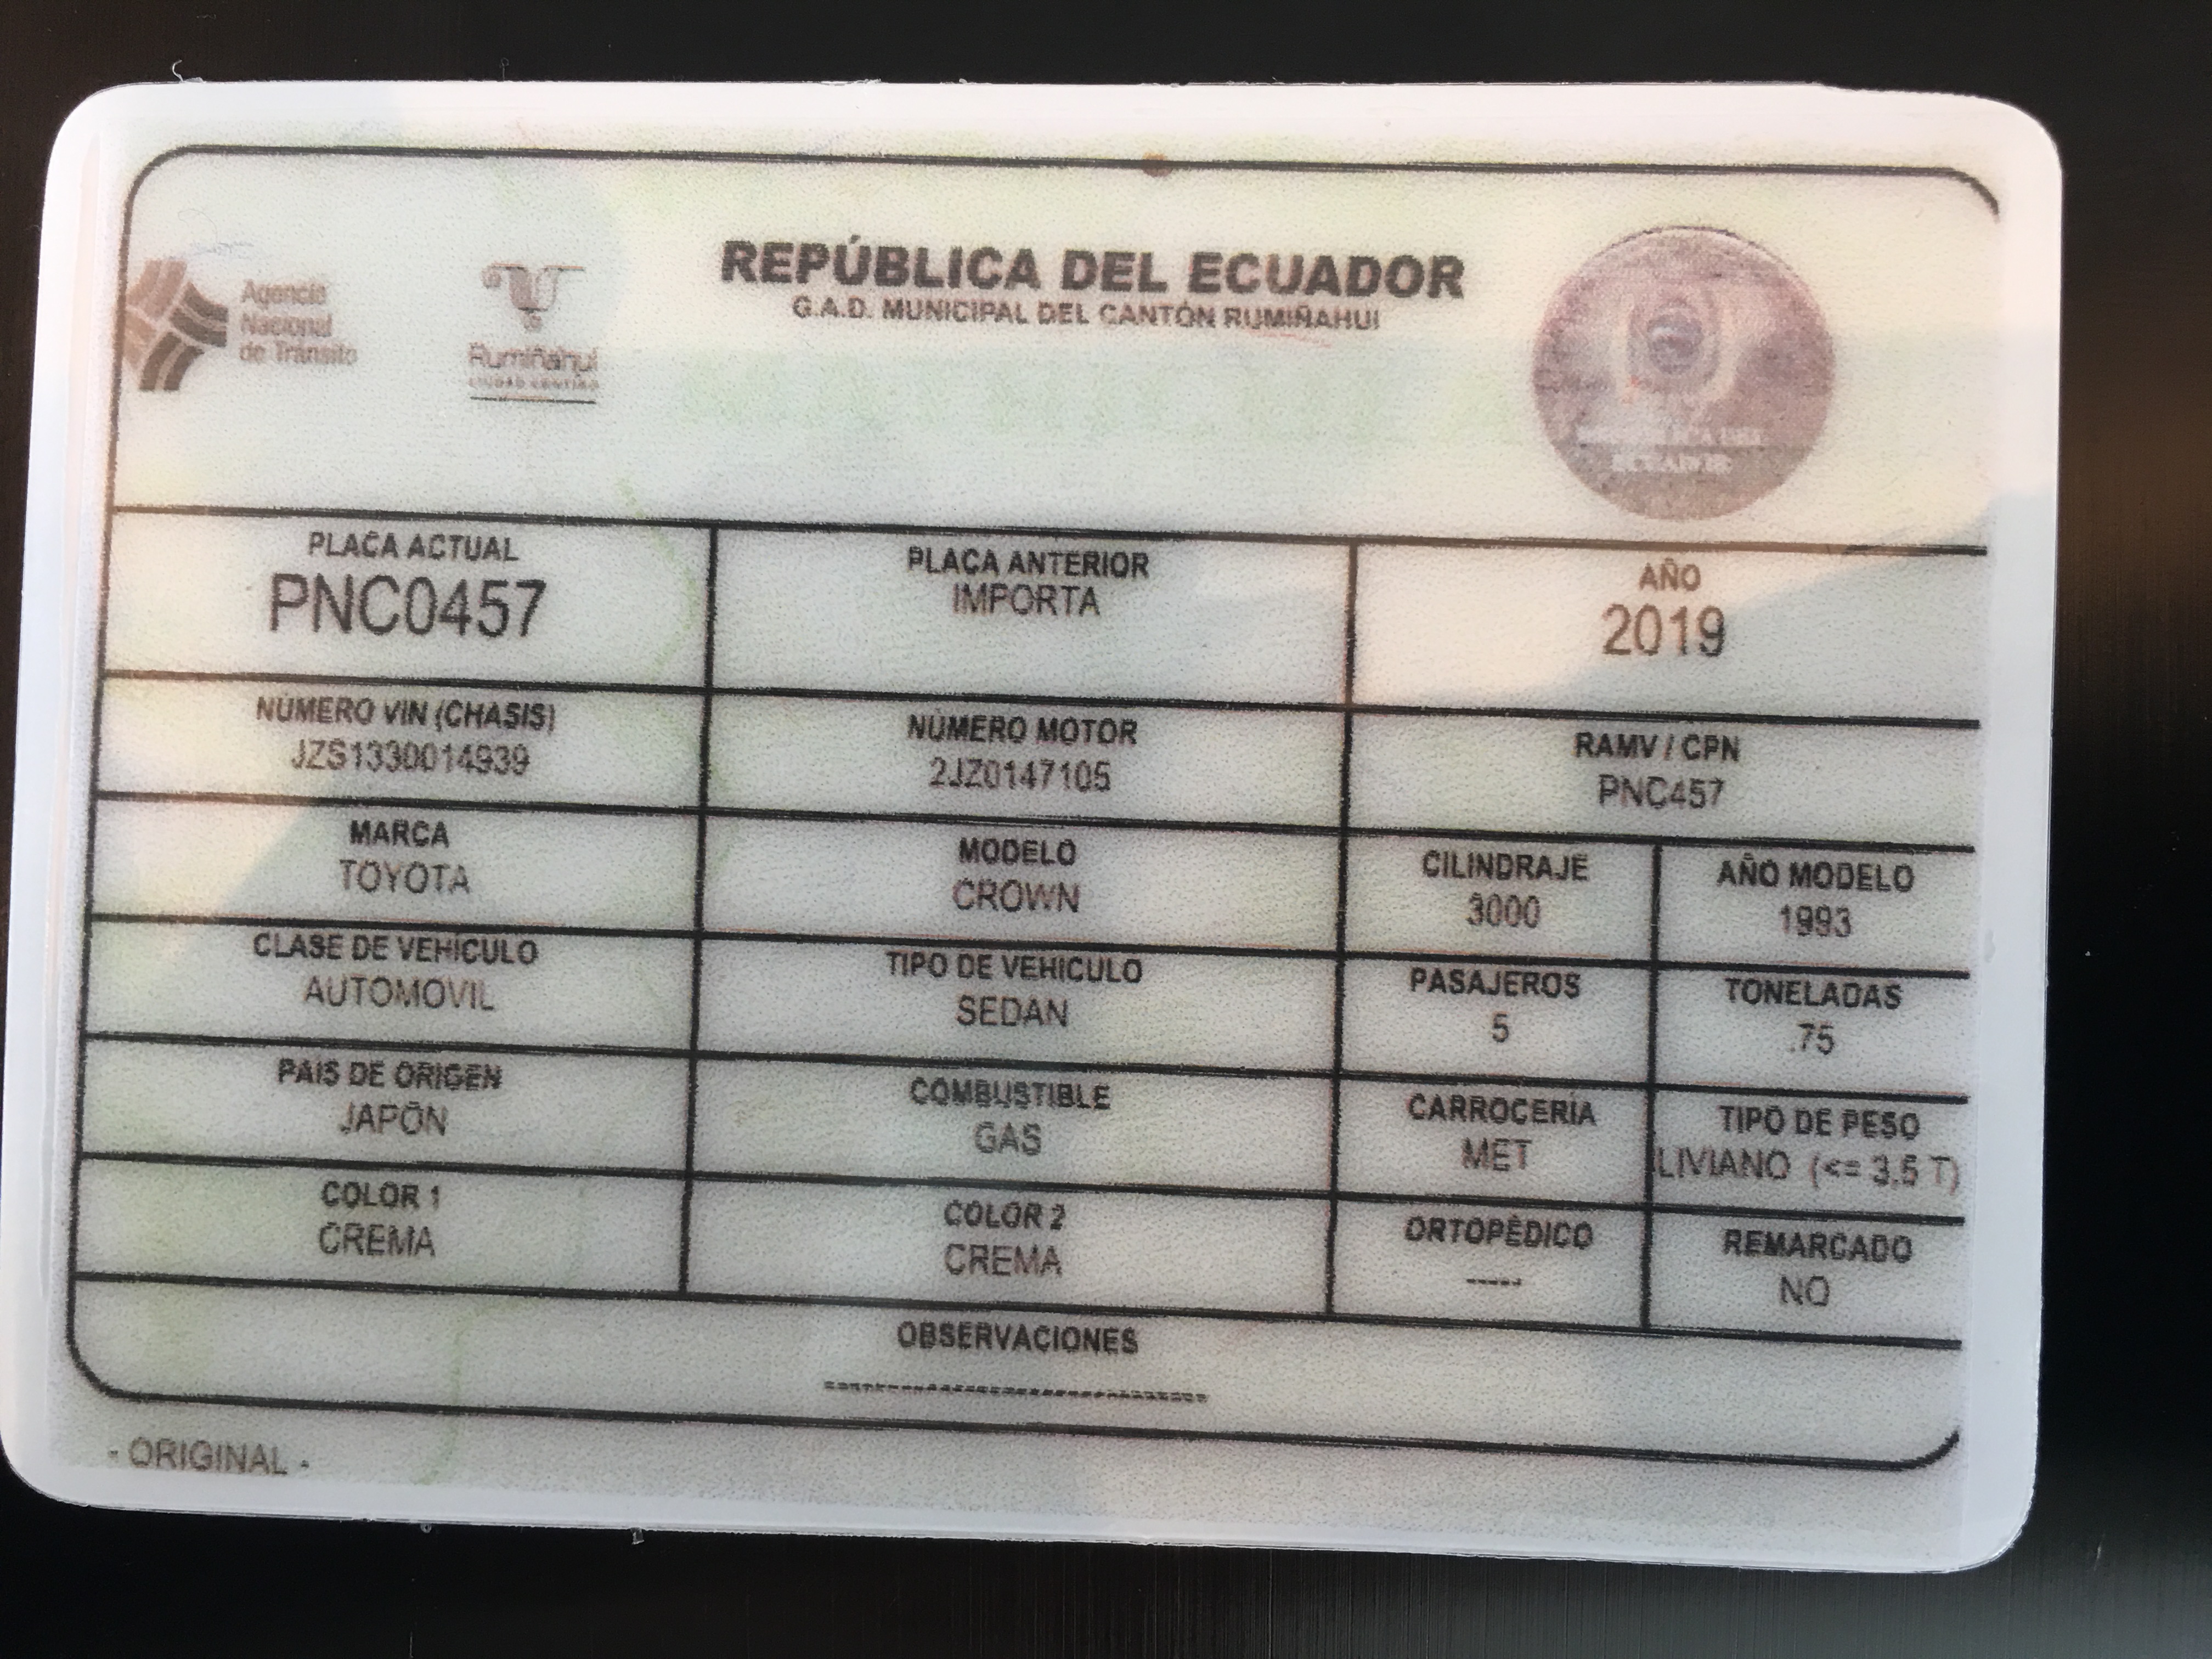 Agencia
Nacional
de Tránsito
Rumiñahui
REPÚBLICA DEL ECUADOR
G.A.D. MUNICIPAL DEL CANTÓN RUMIÑAHUI
ECUADOR
PLACA ACTUAL
PNC0457
PLACA ANTERIOR
IMPORTA
AÑO
2019
NÚMERO VIN (CHASIS)
JZS1330014939
NÚMERO MOTOR
2JZ0147105
RAMV / CPN
PNC457
MARCA
TOYOTA
MODELO
CROWN
CILINDRAJE
3000
AÑO MODELO
1993
CLASE DE VEHÍCULO
AUTOMOVIL
TIPO DE VEHICULO
SEDAN
PASAJEROS
5
TONELADAS
.75
PAIS DE ORIGEN
JAPÓN
COMBUSTIBLE
GAS
CARROCERÍA
MET
TIPO DE PESO
LIVIANO (<= 3.5 T)
COLOR 1
CREMA
COLOR 2
CREMA
ORTOPÉDICO
-----
REMARCADO
NO
OBSERVACIONES
- ORIGINAL -